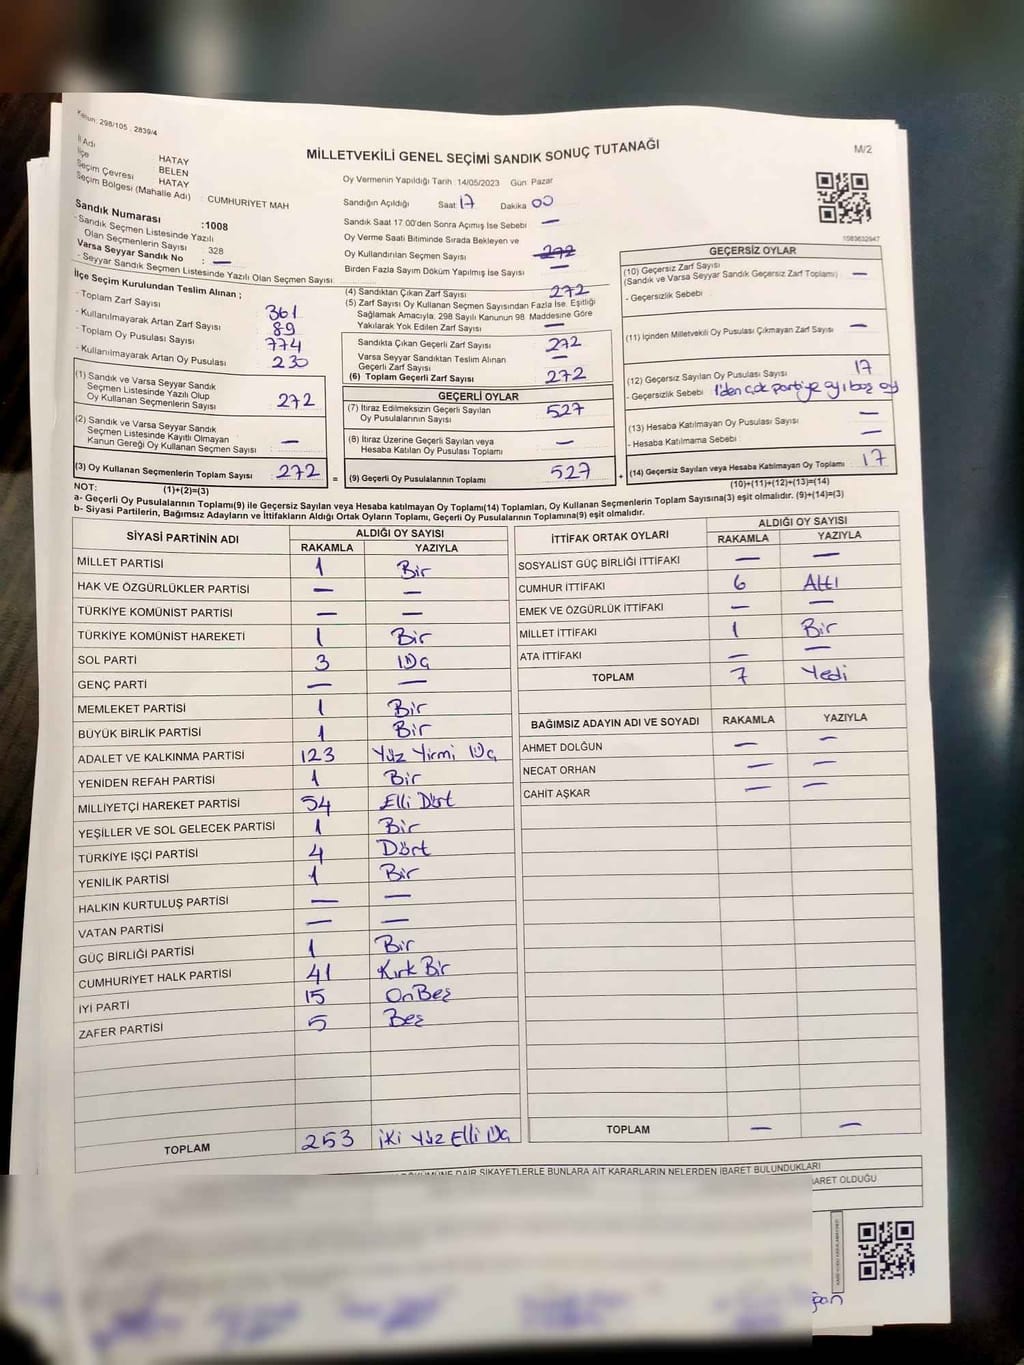 Kanun: 298/105 , 2839/4
M/2
MİLLETVEKİLİ GENEL SEÇİMİ SANDIK SONUÇ TUTANAĞI
İl Adı HATAY
İlçe BELEN
Seçim Çevresi HATAY
Seçim Bölgesi (Mahalle Adı) : CUMHURIYET MAH
Sandık Numarası :1008
- Sandık Seçmen Listesinde Yazılı
Olan Seçmenlerin Sayısı 328
Varsa Seyyar Sandık No : —
- Seyyar Sandık Seçmen Listesinde Yazılı Olan Seçmen Sayısı
İlçe Seçim Kurulundan Teslim Alınan ;
- Toplam Zarf Sayısı 361
- Kullanılmayarak Artan Zarf Sayısı 89
- Toplam Oy Pusulası Sayısı 774
- Kullanılmayarak Artan Oy Pusulası 230
(1) Sandık ve Varsa Seyyar Sandık
Seçmen Listesinde Yazılı Olup
Oy Kullanan Seçmenlerin Sayısı 272
(2) Sandık ve Varsa Seyyar Sandık
Seçmen Listesinde Kayıtlı Olmayan
Kanun Gereği Oy Kullanan Seçmen Sayısı —
(3) Oy Kullanan Seçmenlerin Toplam Sayısı 272
Oy Vermenin Yapıldığı Tarih :14/05/2023 Gün: Pazar
Sandığın Açıldığı Saat: 17 Dakika 00
Sandık Saat 17.00'den Sonra Açımış İse Sebebi —
Oy Verme Saati Bitiminde Sırada Bekleyen ve
Oy Kullandırılan Seçmen Sayısı 272
Birden Fazla Sayım Döküm Yapılmış İse Sayısı —
(4) Sandıktan Çıkan Zarf Sayısı 272
(5) Zarf Sayısı Oy Kullanan Seçmen Sayısından Fazla İse, Eşitliği
Sağlamak Amacıyla, 298 Sayılı Kanunun 98. Maddesine Göre
Yakılarak Yok Edilen Zarf Sayısı —
Sandıkta Çıkan Geçerli Zarf Sayısı 272
Varsa Seyyar Sandıktan Teslim Alınan
Geçerli Zarf Sayısı —
(6) Toplam Geçerli Zarf Sayısı 272
GEÇERLİ OYLAR
(7) İtiraz Edilmeksizin Geçerli Sayılan
Oy Pusulalarının Sayısı 527
(8) İtiraz Üzerine Geçerli Sayılan veya
Hesaba Katılan Oy Pusulası Toplamı —
= (9) Geçerli Oy Pusulalarının Toplamı 527 +
1583632947
GEÇERSİZ OYLAR
(10) Geçersiz Zarf Sayısı
(Sandık ve Varsa Seyyar Sandık Geçersiz Zarf Toplamı) —
- Geçersizlik Sebebi
(11) İçinden Milletvekili Oy Pusulası Çıkmayan Zarf Sayısı —
(12) Geçersiz Sayılan Oy Pusulası Sayısı 17
- Geçersizlik Sebebi 1'den çok partiye oy, boş oy
(13) Hesaba Katılmayan Oy Pusulası Sayısı —
- Hesaba Katılmama Sebebi —
(14) Geçersiz Sayılan veya Hesaba Katılmayan Oy Toplamı 17
(10)+(11)+(12)+(13)=(14)
NOT: (1)+(2)=(3)
a- Geçerli Oy Pusulalarının Toplamı(9) ile Geçersiz Sayılan veya Hesaba katılmayan Oy Toplamı(14) Toplamları, Oy Kullanan Seçmenlerin Toplam Sayısına(3) eşit olmalıdır. (9)+(14)=(3)
b- Siyasi Partilerin, Bağımsız Adayların ve İttifakların Aldığı Ortak Oyların Toplamı, Geçerli Oy Pusulalarının Toplamına(9) eşit olmalıdır.
SİYASİ PARTİNİN ADI ALDIĞI OY SAYISI
RAKAMLA YAZIYLA
MİLLET PARTİSİ 1 Bir
HAK VE ÖZGÜRLÜKLER PARTİSİ — —
TÜRKİYE KOMÜNİST PARTİSİ — —
TÜRKİYE KOMÜNİST HAREKETİ 1 Bir
SOL PARTİ 3 Üç
GENÇ PARTİ — —
MEMLEKET PARTİSİ 1 Bir
BÜYÜK BİRLİK PARTİSİ 1 Bir
ADALET VE KALKINMA PARTİSİ 123 Yüz Yirmi Üç
YENİDEN REFAH PARTİSİ 1 Bir
MİLLİYETÇİ HAREKET PARTİSİ 54 Elli Dört
YEŞİLLER VE SOL GELECEK PARTİSİ 1 Bir
TÜRKİYE İŞÇİ PARTİSİ 4 Dört
YENİLİK PARTİSİ 1 Bir
HALKIN KURTULUŞ PARTİSİ — —
VATAN PARTİSİ — —
GÜÇ BİRLİĞİ PARTİSİ 1 Bir
CUMHURİYET HALK PARTİSİ 41 Kırk Bir
İYİ PARTİ 15 OnBeş
ZAFER PARTİSİ 5 Beş
TOPLAM 253 iki Yüz Elli Üç
İTTİFAK ORTAK OYLARI ALDIĞI OY SAYISI
RAKAMLA YAZIYLA
SOSYALİST GÜÇ BİRLİĞİ İTTİFAKI — —
CUMHUR İTTİFAKI 6 Altı
EMEK VE ÖZGÜRLÜK İTTİFAKI — —
MİLLET İTTİFAKI 1 Bir
ATA İTTİFAKI — —
TOPLAM 7 Yedi
BAĞIMSIZ ADAYIN ADI VE SOYADI RAKAMLA YAZIYLA
AHMET DOLĞUN — —
NECAT ORHAN — —
CAHİT AŞKAR — —
TOPLAM — —
DÖKÜMÜNE DAİR ŞİKAYETLERLE BUNLARA AİT KARARLARIN NELERDEN İBARET BULUNDUKLARI
BARET OLDUĞU